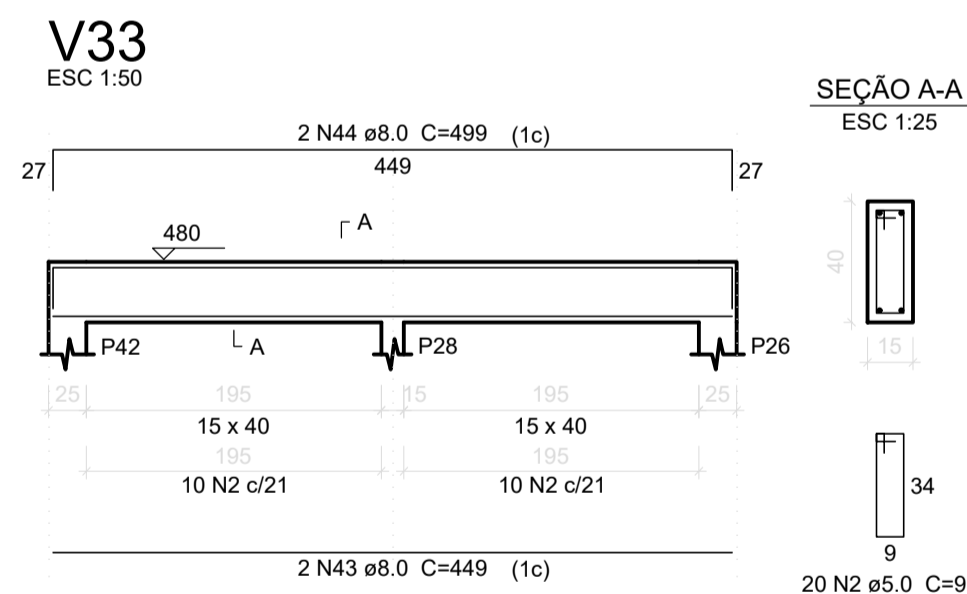 V33
ESC 1:50
SEÇÃO A-A
ESC 1:25
2 N44 ø8.0 C=499 (1c)
27 449 27
A
480
40
P42 A P28 P26
15
25 195 15 195 25
15 x 40 15 x 40
195 195
10 N2 c/21 10 N2 c/21
34
9
2 N43 ø8.0 C=449 (1c)
20 N2 ø5.0 C=9